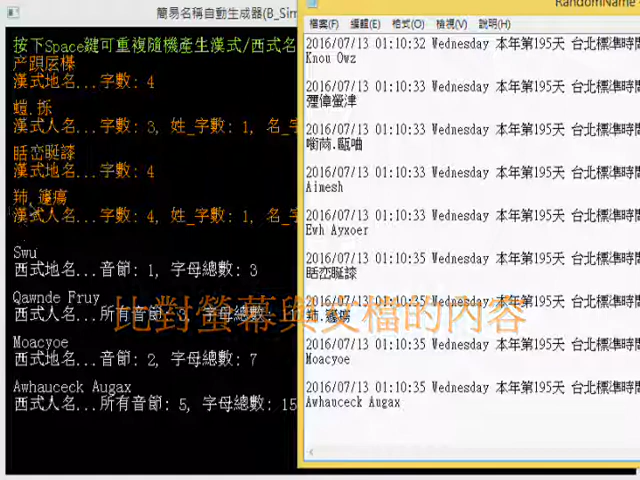 簡易名稱自動生成器(B_Sim
按下Space鍵可重複隨機產生漢式/西式名
漢式地名...字數: 4
漢式人名...字數: 3, 姓_字數: 1, 名_字
漢式地名...字數: 4
漢式人名...字數: 4, 姓_字數: 1, 名_字
Swu
西式地名...音節: 1, 字母總數: 3
Qawnde Fruy
西式人名...所有音節: 3, 字母總數:
Moacyoe
西式地名...音節: 2, 字母總數: 7
Awhauceck Augax
西式人名...所有音節: 5, 字母總數: 15
比對螢幕與文檔的內容
RandomName -
檔案(F) 編輯(E) 格式(O) 檢視(V) 說明(H)
2016/07/13 01:10:32 Wednesday 本年第195天 台北標準時間
Knou Owz
2016/07/13 01:10:33 Wednesday 本年第195天 台北標準時間
2016/07/13 01:10:33 Wednesday 本年第195天 台北標準時間
2016/07/13 01:10:33 Wednesday 本年第195天 台北標準時間
Aimesh
2016/07/13 01:10:33 Wednesday 本年第195天 台北標準時間
Ewh Ayxoer
2016/07/13 01:10:35 Wednesday 本年第195天 台北標準時間
2016/07/13 01:10:35 Wednesday 本年第195天 台北標準時間
2016/07/13 01:10:35 Wednesday 本年第195天 台北標準時間
Moacyoe
2016/07/13 01:10:35 Wednesday 本年第195天 台北標準時間
Awhauceck Augax